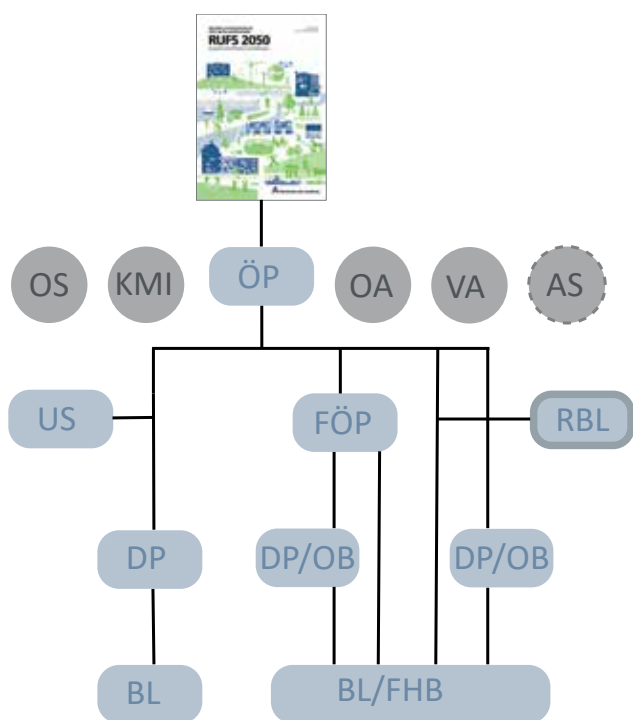 RUFS 2050
OS
KMI
ÖP
OA
VA
AS
US
FÖP
RBL
DP
DP/OB
DP/OB
BL
BL/FHB